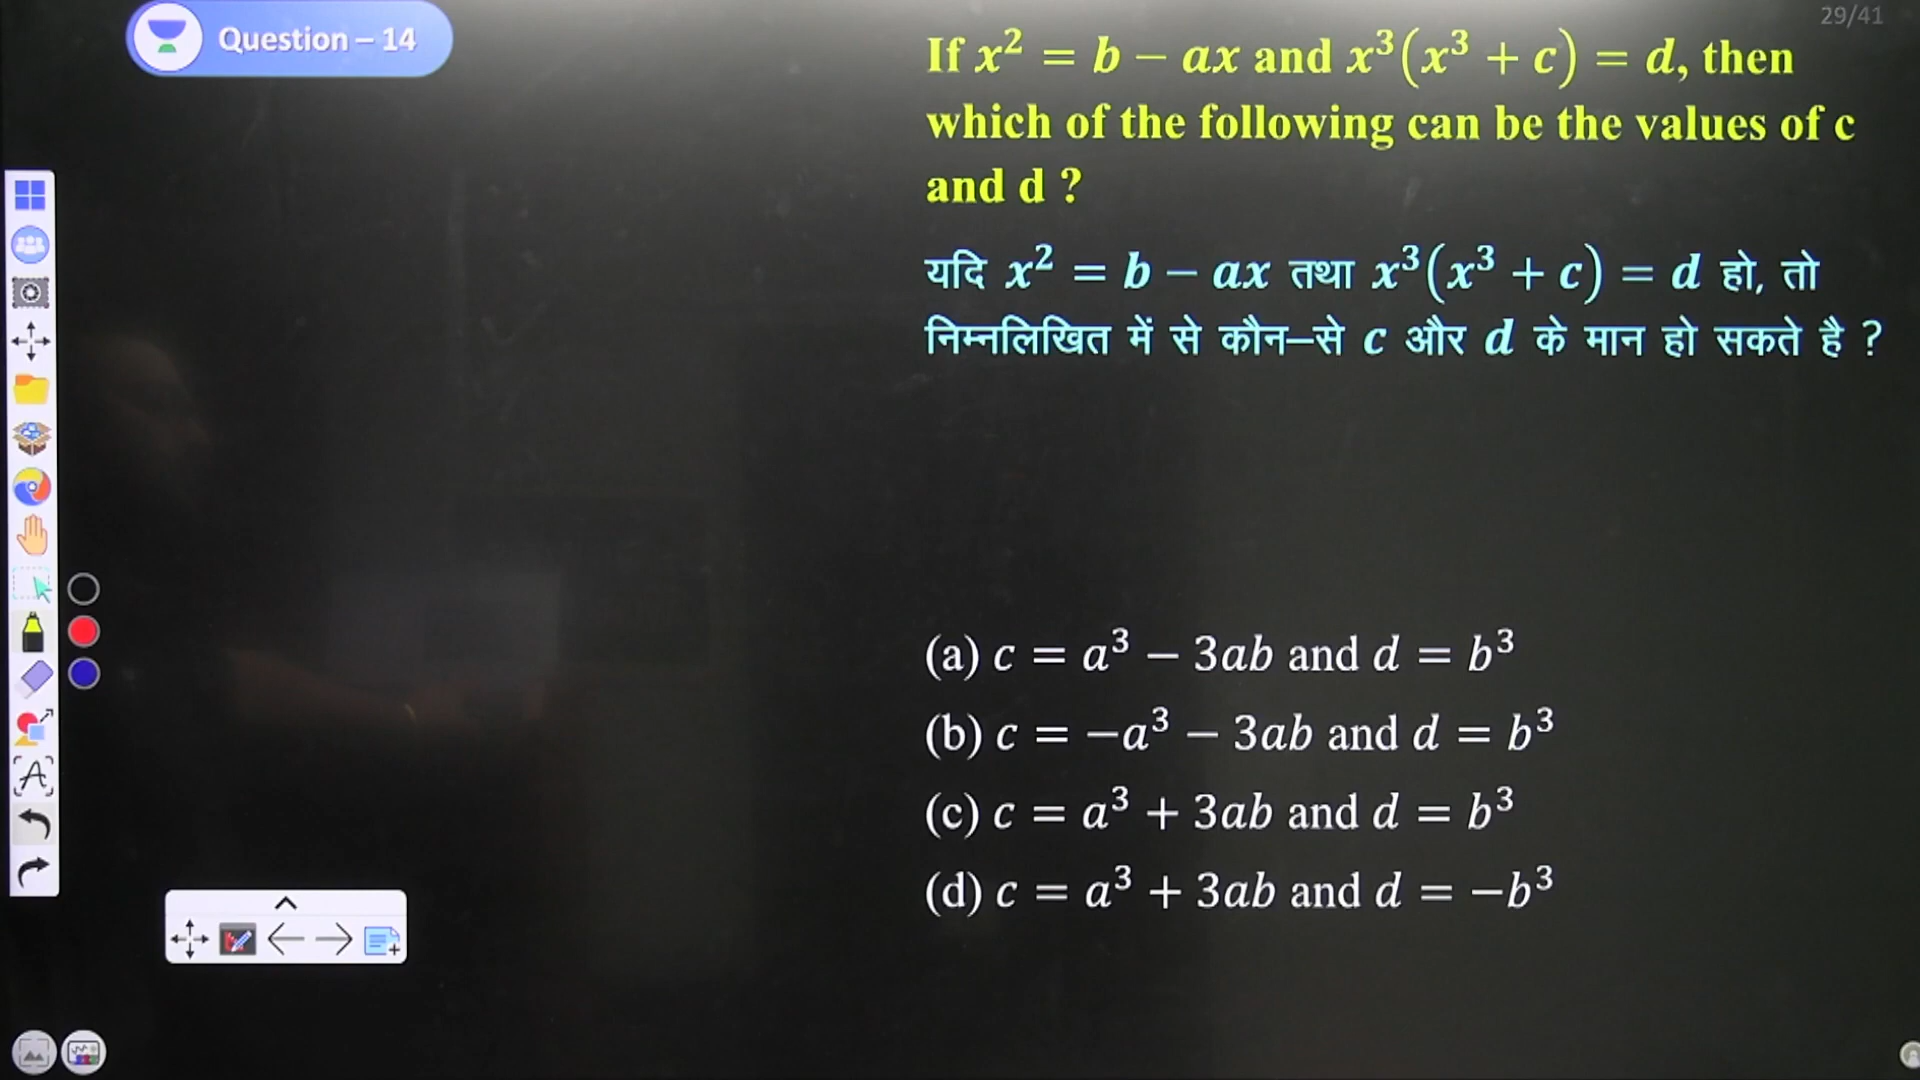 Question – 14
29/41
If x² = b − ax and x³(x³ + c) = d, then
which of the following can be the values of c
and d ?
यदि x² = b − ax तथा x³(x³ + c) = d हो, तो
निम्नलिखित में से कौन–से c और d के मान हो सकते है ?
(a) c = a³ − 3ab and d = b³
(b) c = −a³ − 3ab and d = b³
(c) c = a³ + 3ab and d = b³
(d) c = a³ + 3ab and d = −b³